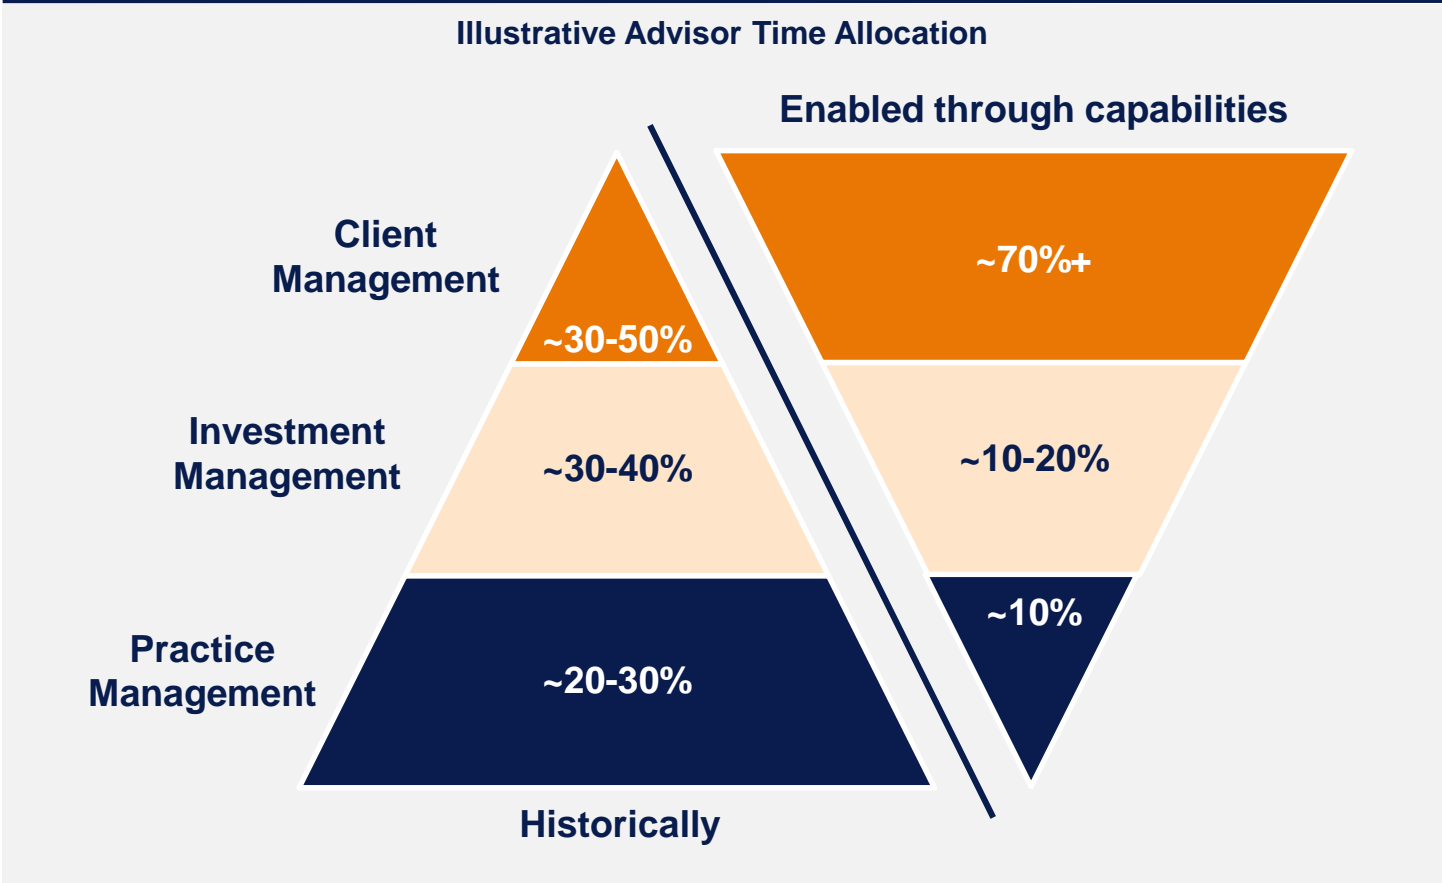 Illustrative Advisor Time Allocation
Enabled through capabilities
Client
Management
~30-50%
~70%+
Investment
Management
~30-40%
~10-20%
Practice
Management
~20-30%
~10%
Historically